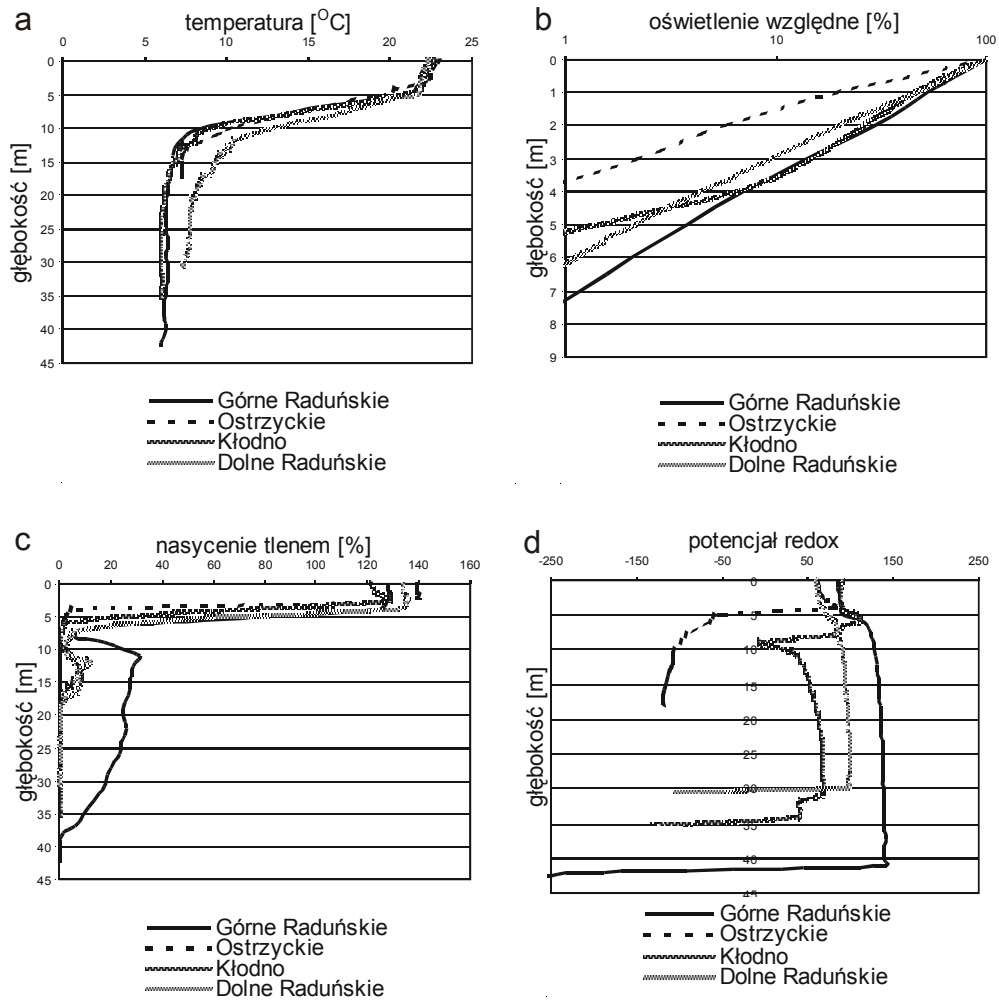 a
temperatura [°C]
0 5 10 15 20 25
0
5
10
15
20
25
30
35
40
45
głębokość [m]
Górne Raduńskie
Ostrzyckie
Kłodno
Dolne Raduńskie
b
oświetlenie względne [%]
1 10 100
0
1
2
3
4
5
6
7
8
9
głębokość [m]
Górne Raduńskie
Ostrzyckie
Kłodno
Dolne Raduńskie
c
nasycenie tlenem [%]
0 20 40 60 80 100 120 140 160
0
5
10
15
20
25
30
35
40
45
głębokość [m]
Górne Raduńskie
Ostrzyckie
Kłodno
Dolne Raduńskie
d
potencjał redox
-250 -150 -50 50 150 250
0
5
10
15
20
25
30
35
40
45
głębokość [m]
Górne Raduńskie
Ostrzyckie
Kłodno
Dolne Raduńskie